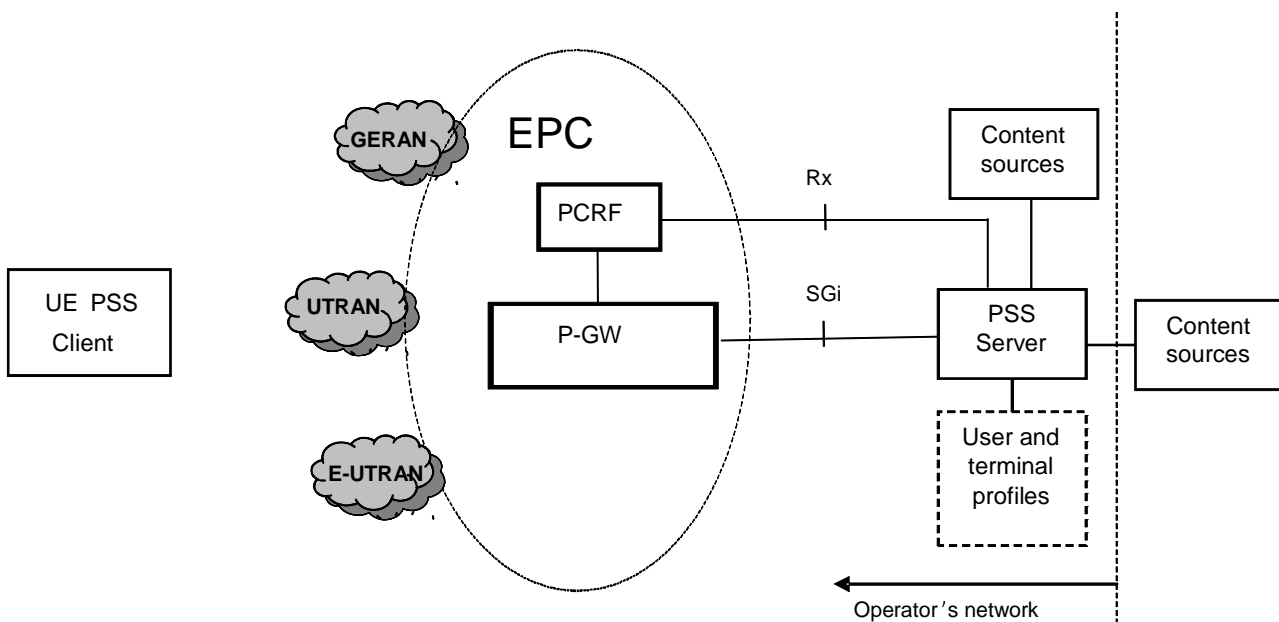 GERAN
EPC
Content
sources
Rx
PCRF
UE PSS
Client
UTRAN
SGi
P-GW
PSS
Server
Content
sources
E-UTRAN
User and
terminal
profiles
Operator's network